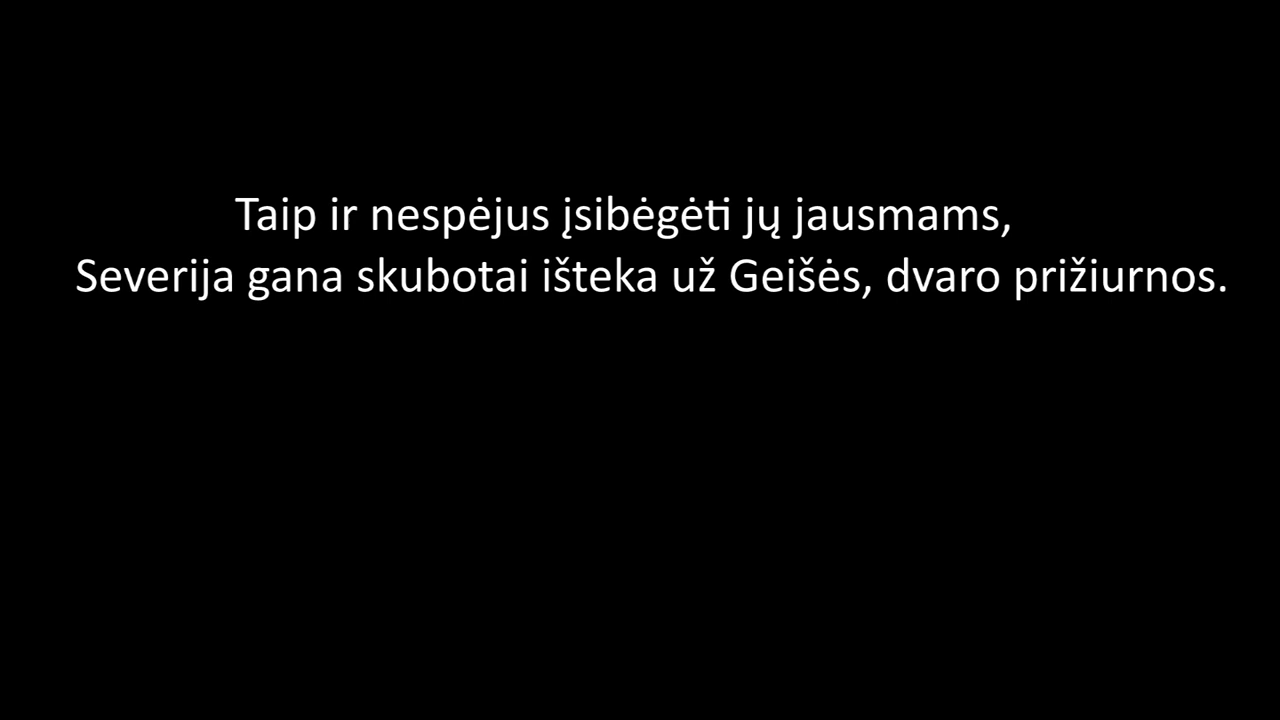 Taip ir nespėjus įsibėgėti jų jausmams,
Severija gana skubotai išteka už Geišės, dvaro prižiurnos.